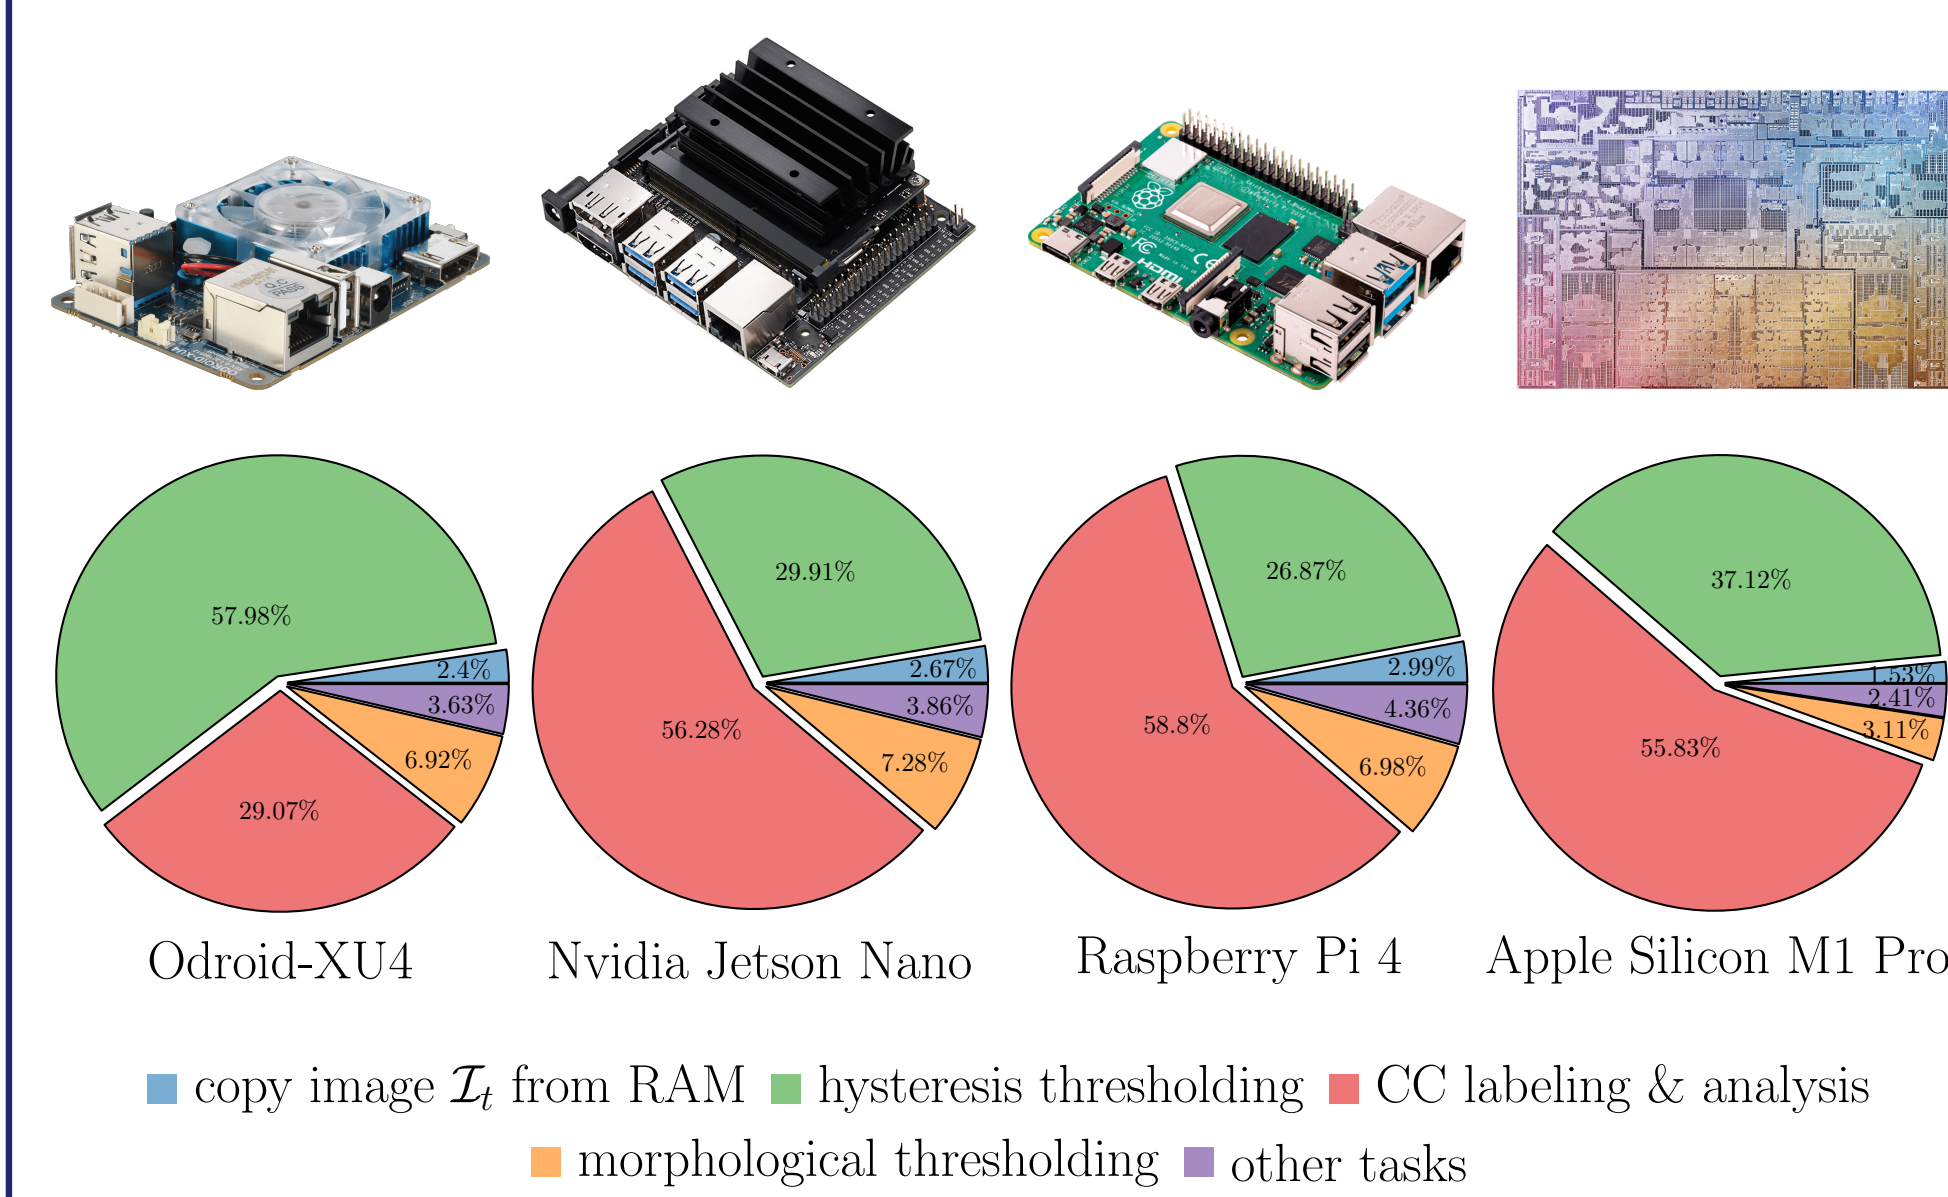 Q.C
PASS
HDMI
57.98%
2.4%
3.63%
6.92%
29.07%
29.91%
2.67%
3.86%
7.28%
56.28%
26.87%
2.99%
4.36%
6.98%
58.8%
37.12%
1.53%
2.41%
3.11%
55.83%
Odroid-XU4
Nvidia Jetson Nano
Raspberry Pi 4
Apple Silicon M1 Pro
copy image ℐₜ from RAM
hysteresis thresholding
CC labeling & analysis
morphological thresholding
other tasks